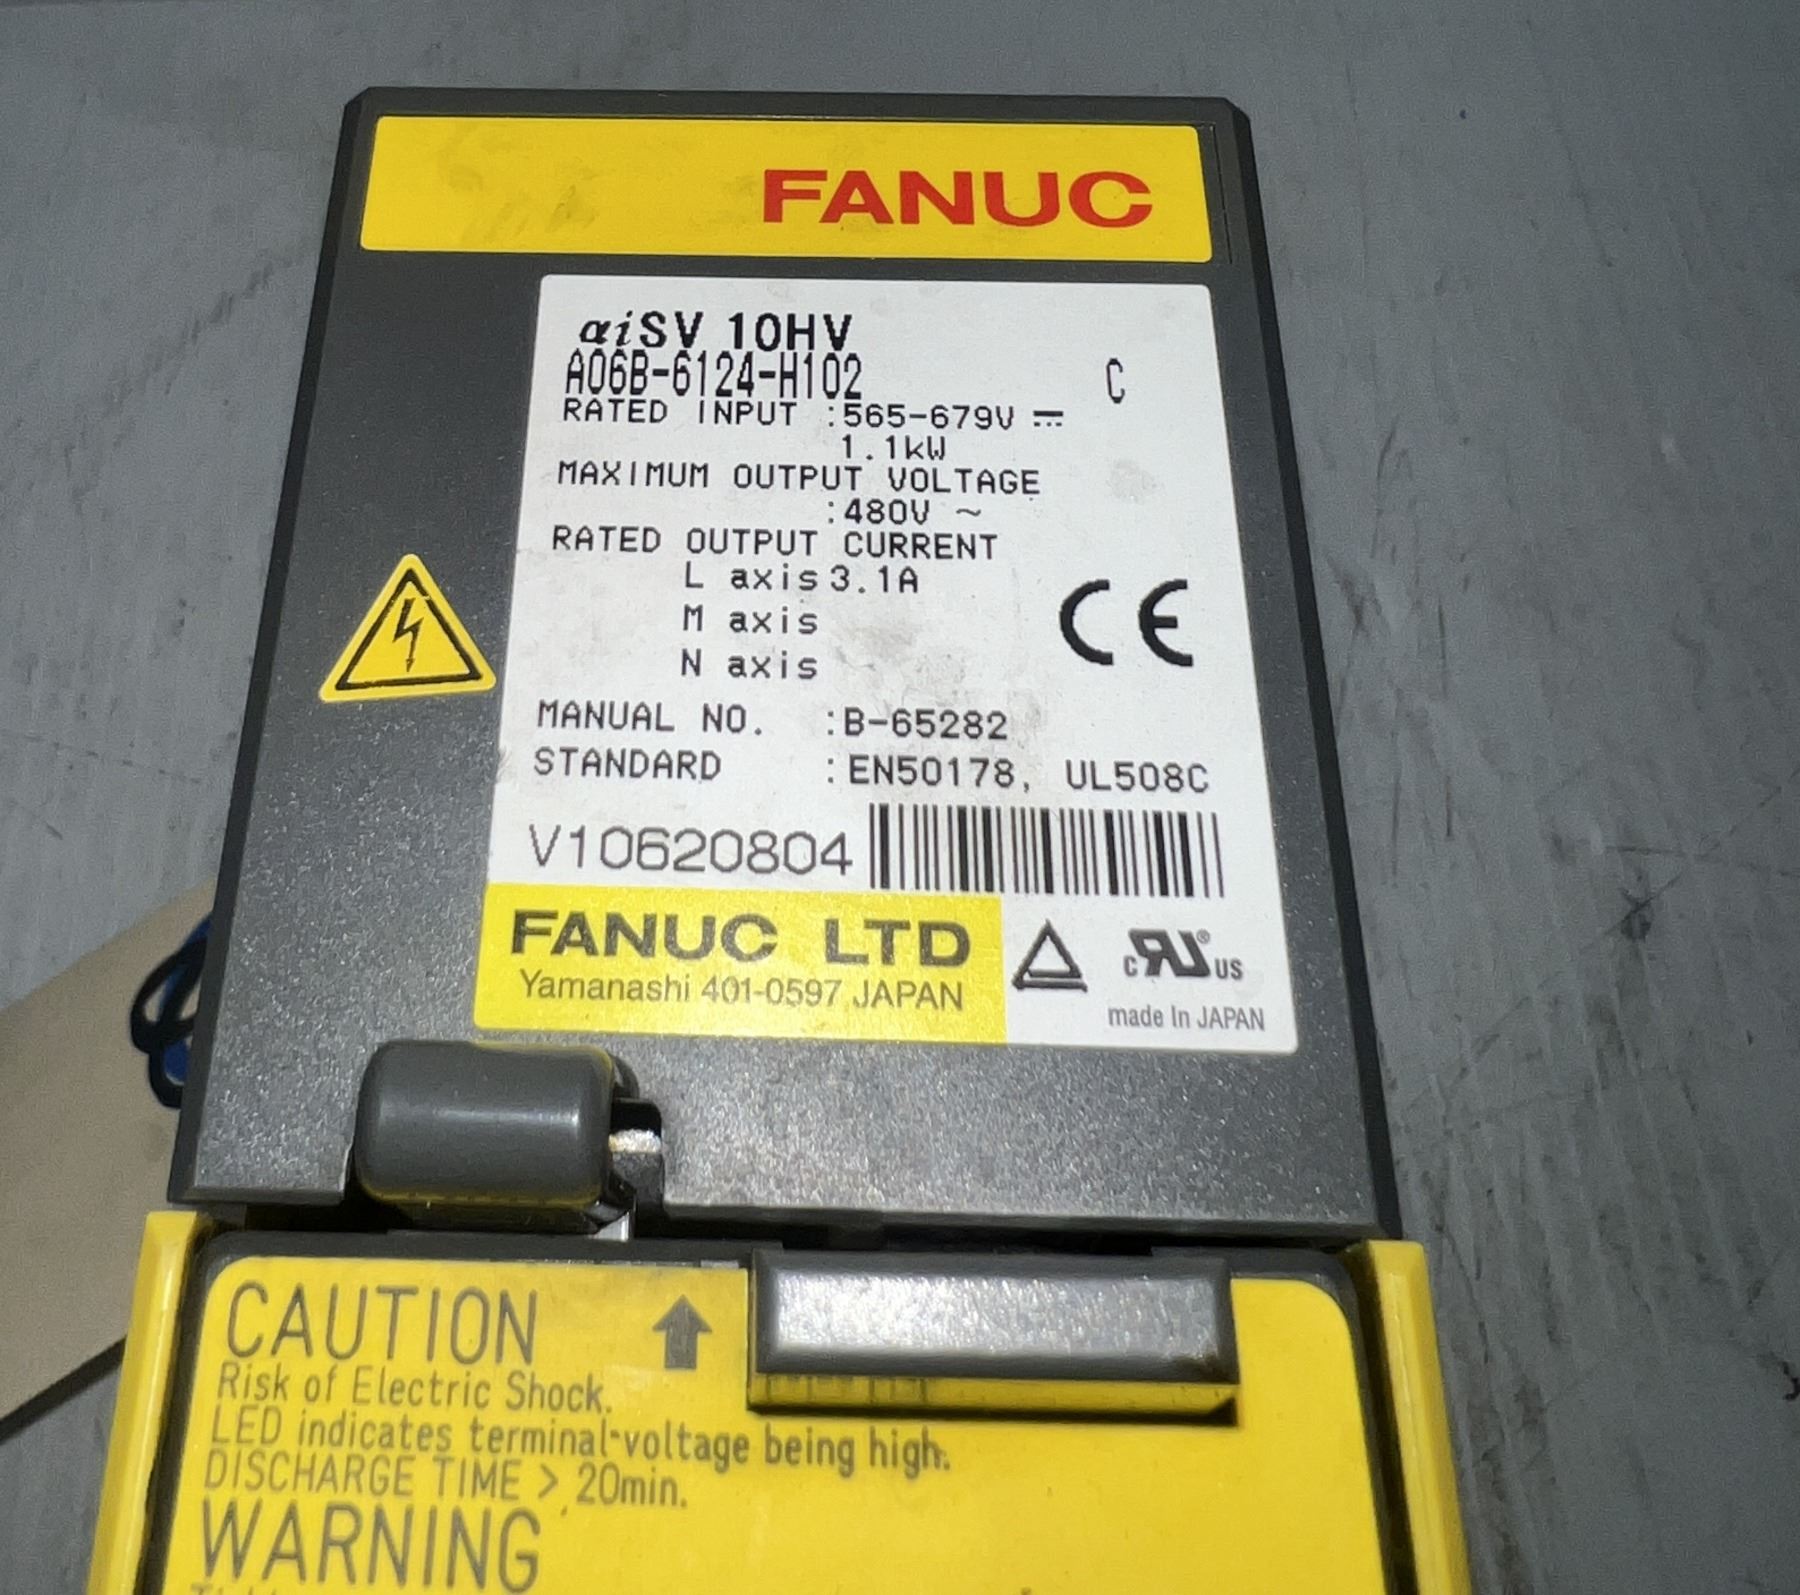 FANUC
αiSV 10HV
A06B-6124-H102 C
RATED INPUT :565-679V ⎓
1.1kW
MAXIMUM OUTPUT VOLTAGE
:480V ~
RATED OUTPUT CURRENT
L axis 3.1A
M axis
N axis
CE
MANUAL NO. :B-65282
STANDARD :EN50178, UL508C
V10620804
FANUC LTD
Yamanashi 401-0597 JAPAN
c RU ® US
made In JAPAN
CAUTION
Risk of Electric Shock.
LED indicates terminal-voltage being high.
DISCHARGE TIME > 20min.
WARNING